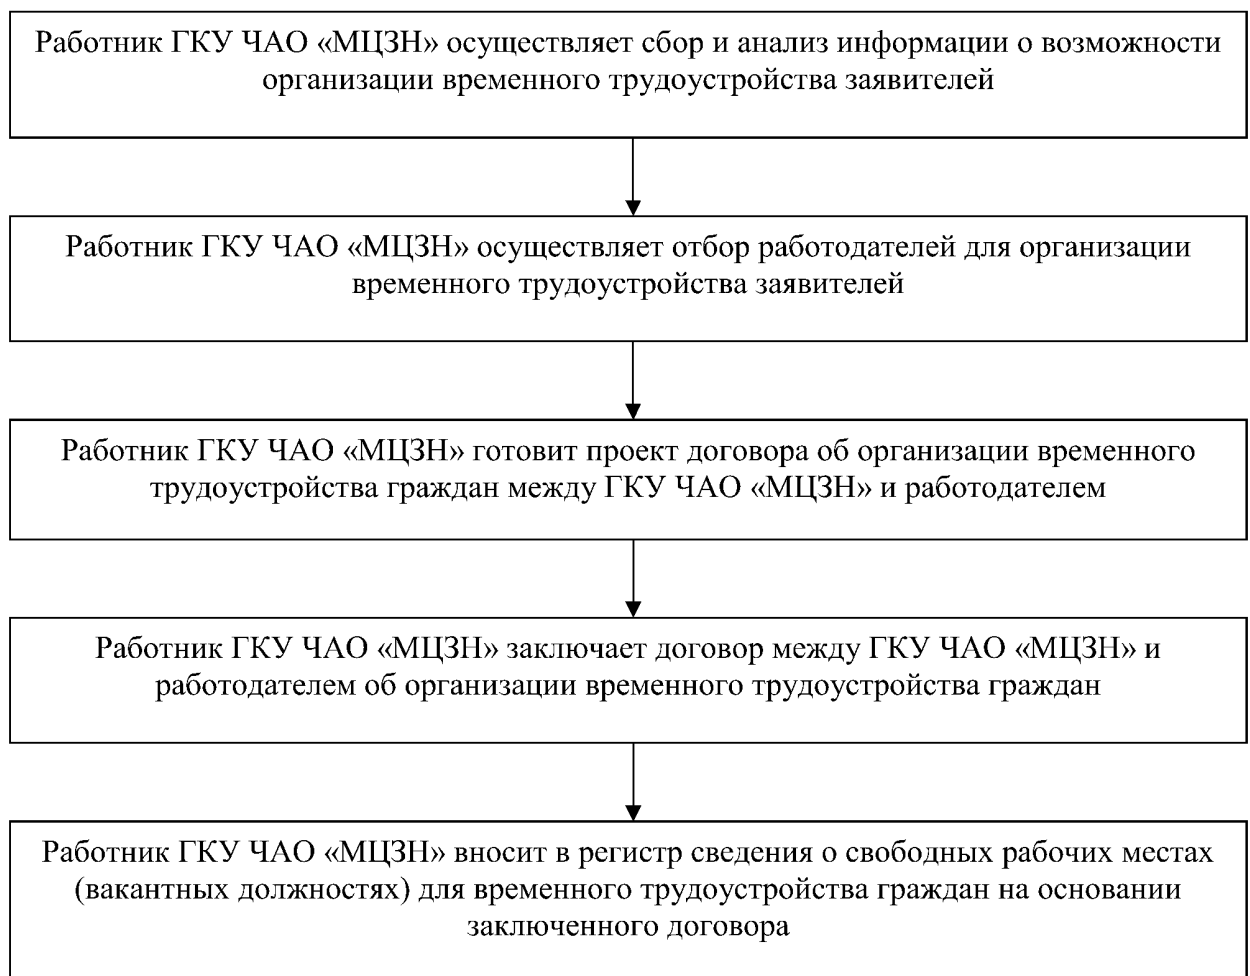 Работник ГКУ ЧАО «МЦЗН» осуществляет сбор и анализ информации о возможности
организации временного трудоустройства заявителей
Работник ГКУ ЧАО «МЦЗН» осуществляет отбор работодателей для организации
временного трудоустройства заявителей
Работник ГКУ ЧАО «МЦЗН» готовит проект договора об организации временного
трудоустройства граждан между ГКУ ЧАО «МЦЗН» и работодателем
Работник ГКУ ЧАО «МЦЗН» заключает договор между ГКУ ЧАО «МЦЗН» и
работодателем об организации временного трудоустройства граждан
Работник ГКУ ЧАО «МЦЗН» вносит в регистр сведения о свободных рабочих местах
(вакантных должностях) для временного трудоустройства граждан на основании
заключенного договора